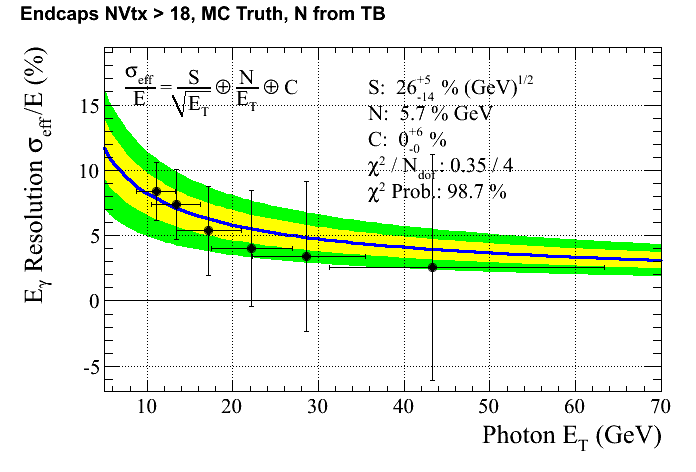 Endcaps NVtx > 18, MC Truth, N from TB
σeff/E = S/√ET ⊕ N/ET ⊕ C
S: 26 +5 -14 % (GeV)1/2
N: 5.7 % GeV
C: 0 +6 -0 %
χ2 / Ndof: 0.35 / 4
χ2 Prob.: 98.7 %
Eγ Resolution σeff/E (%)
15
10
5
0
-5
10 20 30 40 50 60 70
Photon ET (GeV)